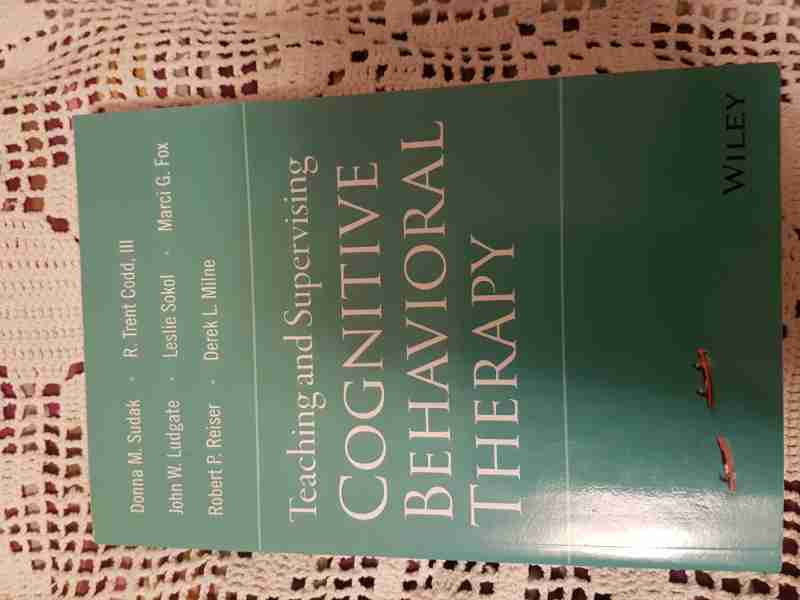 Donna M. Sudak • R. Trent Codd, III
John W. Ludgate • Leslie Sokol • Marci G. Fox
Robert P. Reiser • Derek L. Milne
Teaching and Supervising
COGNITIVE
BEHAVIORAL
THERAPY
WILEY